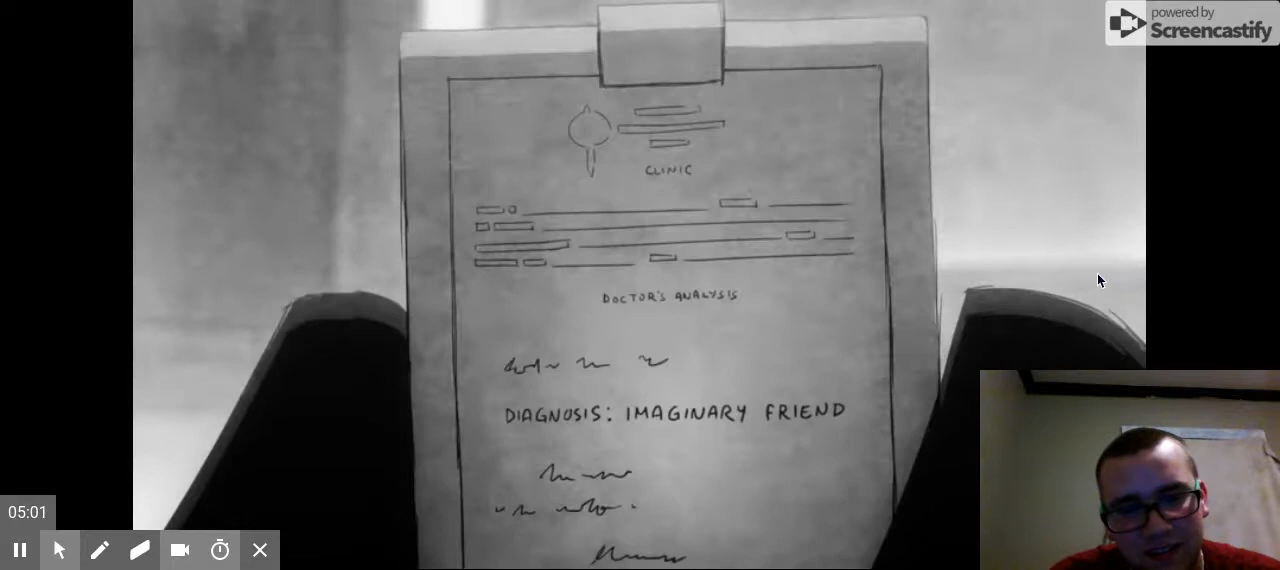 powered by
Screencastify
CLINIC
DOCTOR'S ANALYSIS
DIAGNOSIS: IMAGINARY FRIEND
05:01